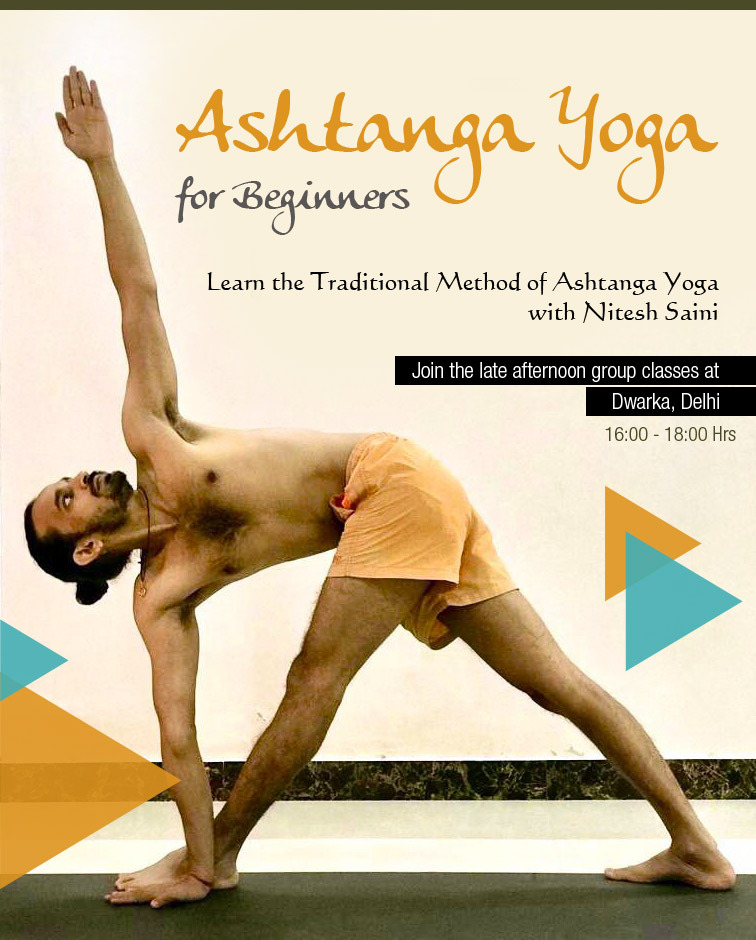 Ashtanga Yoga
for Beginners
Learn the Traditional Method of Ashtanga Yoga
with Nitesh Saini
Join the late afternoon group classes at
Dwarka, Delhi
16:00 - 18:00 Hrs